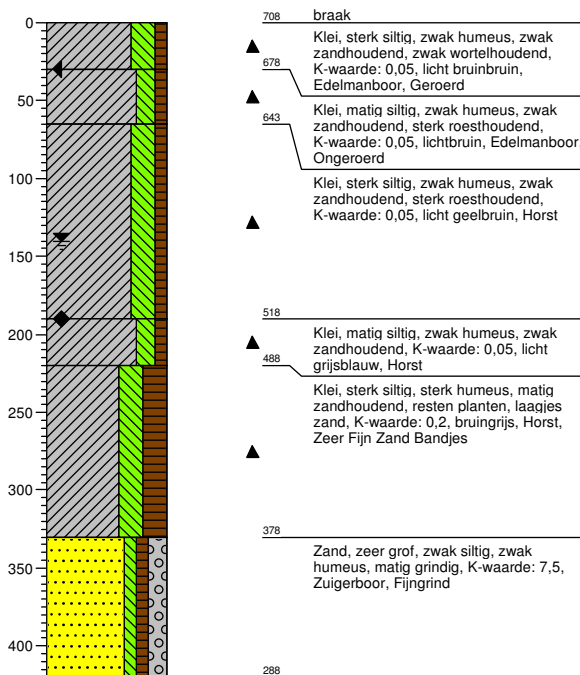 0
50
100
150
200
250
300
350
400
708
braak
Klei, sterk siltig, zwak humeus, zwak
zandhoudend, zwak wortelhoudend,
K-waarde: 0,05, licht bruinbruin,
Edelmanboor, Geroerd
678
Klei, matig siltig, zwak humeus, zwak
zandhoudend, sterk roesthoudend,
K-waarde: 0,05, lichtbruin, Edelmanboor,
Ongeroerd
643
Klei, sterk siltig, zwak humeus, zwak
zandhoudend, sterk roesthoudend,
K-waarde: 0,05, licht geelbruin, Horst
518
Klei, matig siltig, zwak humeus, zwak
zandhoudend, K-waarde: 0,05, licht
grijsblauw, Horst
488
Klei, sterk siltig, sterk humeus, matig
zandhoudend, resten planten, laagjes
zand, K-waarde: 0,2, bruingrijs, Horst,
Zeer Fijn Zand Bandjes
378
Zand, zeer grof, zwak siltig, zwak
humeus, matig grindig, K-waarde: 7,5,
Zuigerboor, Fijngrind
288